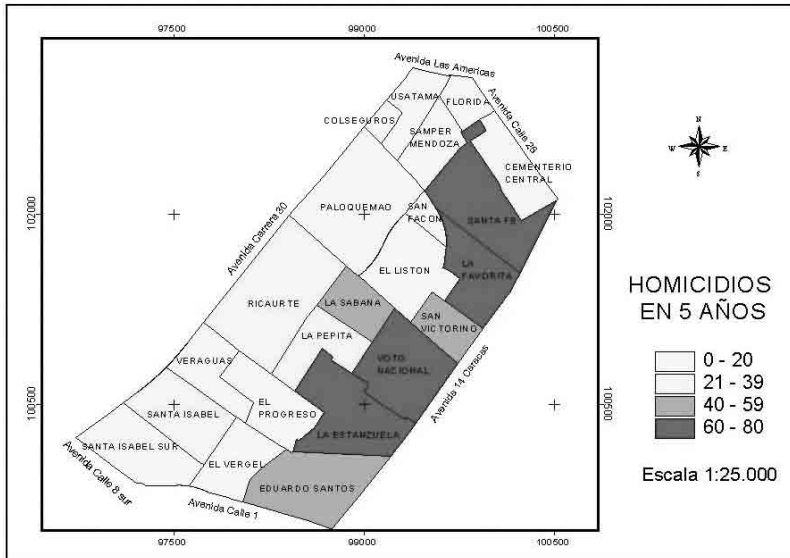 97500
99000
100500
Avenida Las Americas
USATAMA
FLORIDA
Avenida Calle 26
COLSEGUROS
SAMPER
MENDOZA
CEMENTERIO
CENTRAL
N
W
E
S
102000
102000
Avenida Carrera 30
PALOQUEMAO
SAN
FACON
SANTA FE
EL LISTON
LA
FAVORITA
RICAURTE
LA SABANA
SAN
VICTORINO
LA PEPITA
VOTO
NACIONAL
VERAGUAS
Avenida 14 Caracas
100500
100500
EL
PROGRESO
SANTA ISABEL
LA ESTANZUELA
SANTA ISABEL SUR
EL VERGEL
Avenida Calle 8 sur
EDUARDO SANTOS
Avenida Calle 1
97500
99000
100500
HOMICIDIOS
EN 5 AÑOS
0 - 20
21 - 39
40 - 59
60 - 80
Escala 1:25.000